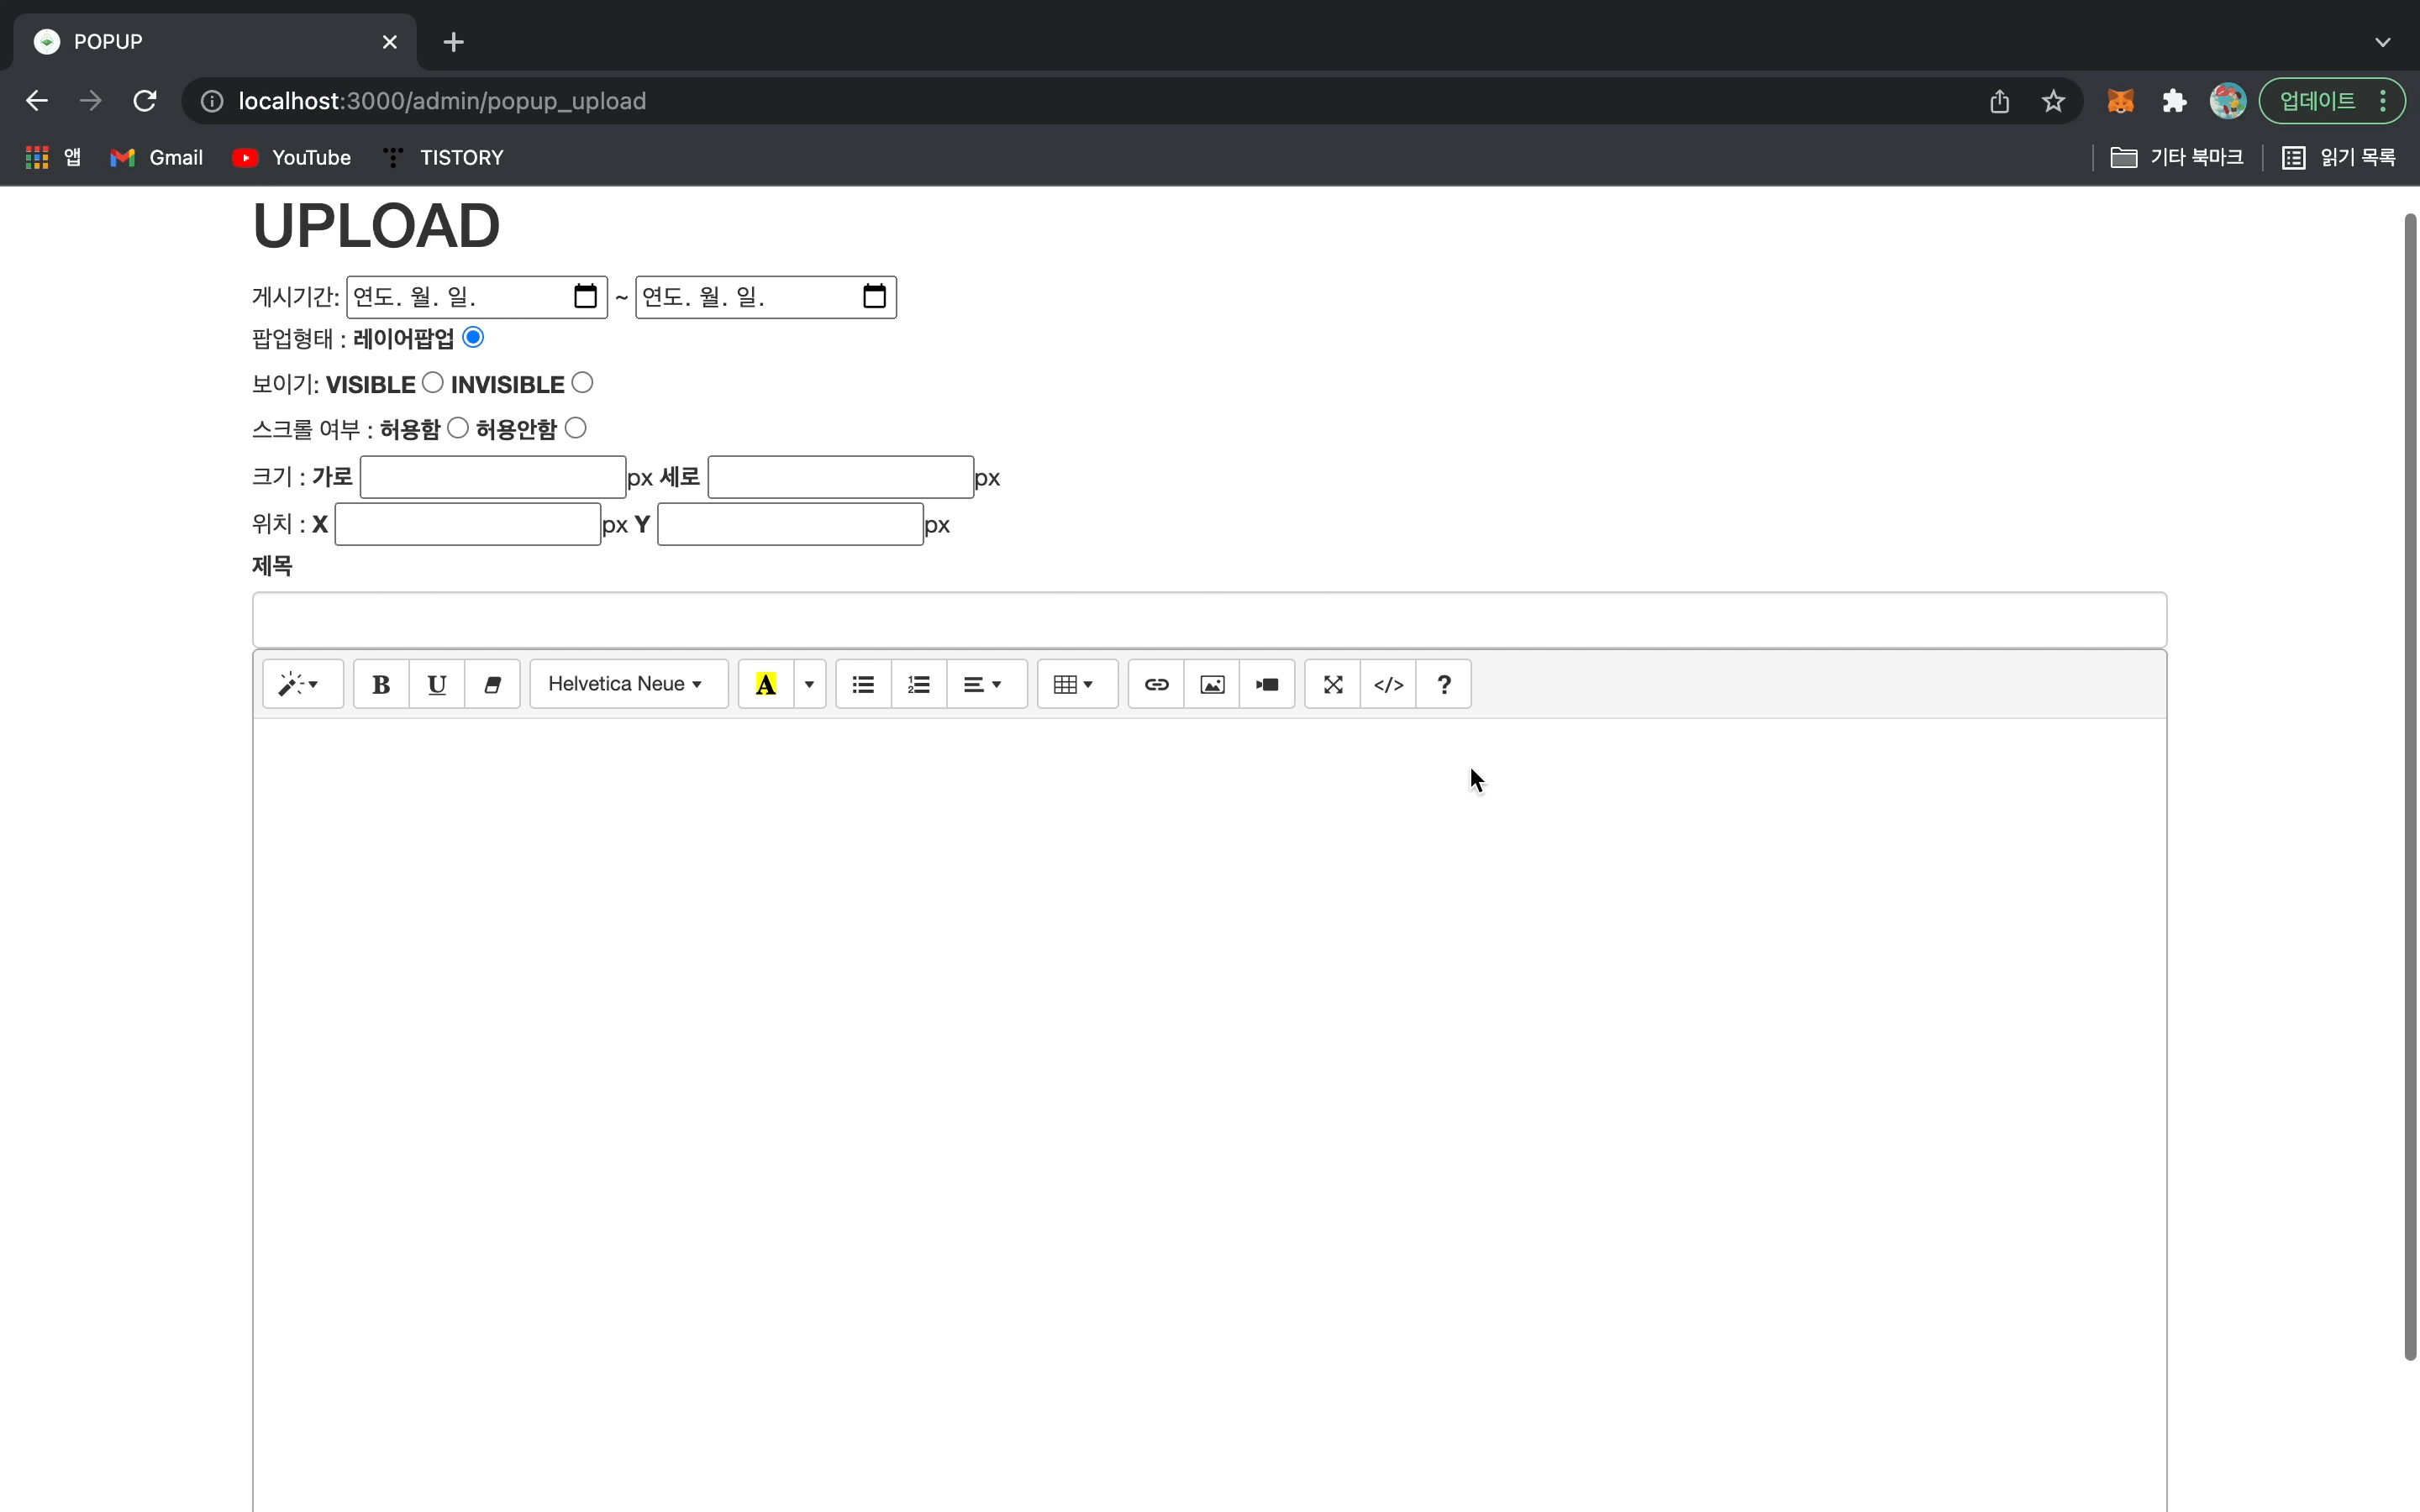 POPUP
localhost:3000/admin/popup_upload 업데이트
앱 Gmail YouTube TISTORY 기타 북마크 읽기 목록
UPLOAD
게시기간: 연도. 월. 일. ~ 연도. 월. 일.
팝업형태 : 레이어팝업
보이기: VISIBLE INVISIBLE
스크롤 여부 : 허용함 허용안함
크기 : 가로 px 세로 px
위치 : X px Y px
제목
B U Helvetica Neue A </> ?